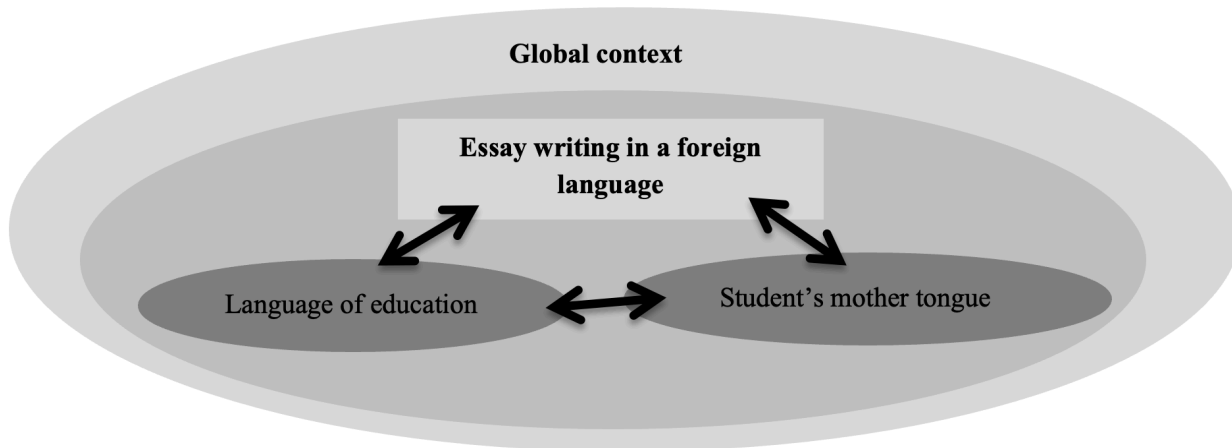 Global context
Essay writing in a foreign
language
Language of education
Student’s mother tongue